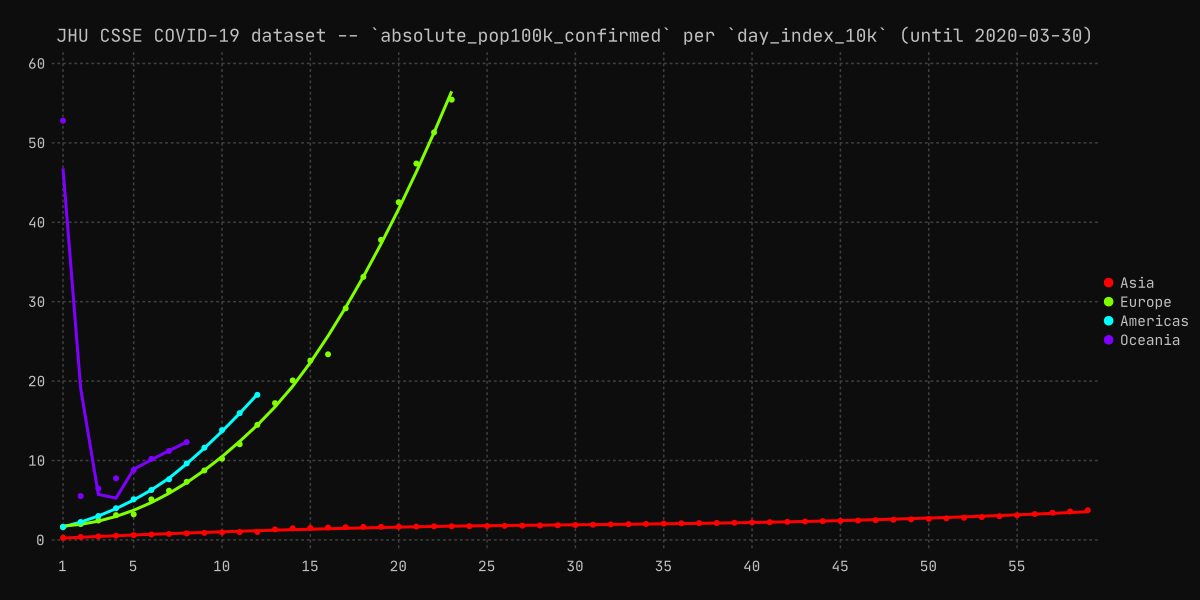 JHU CSSE COVID-19 dataset -- `absolute_pop100k_confirmed` per `day_index_10k` (until 2020-03-30)
60
50
40
30
20
10
0
1 5 10 15 20 25 30 35 40 45 50 55
Asia
Europe
Americas
Oceania